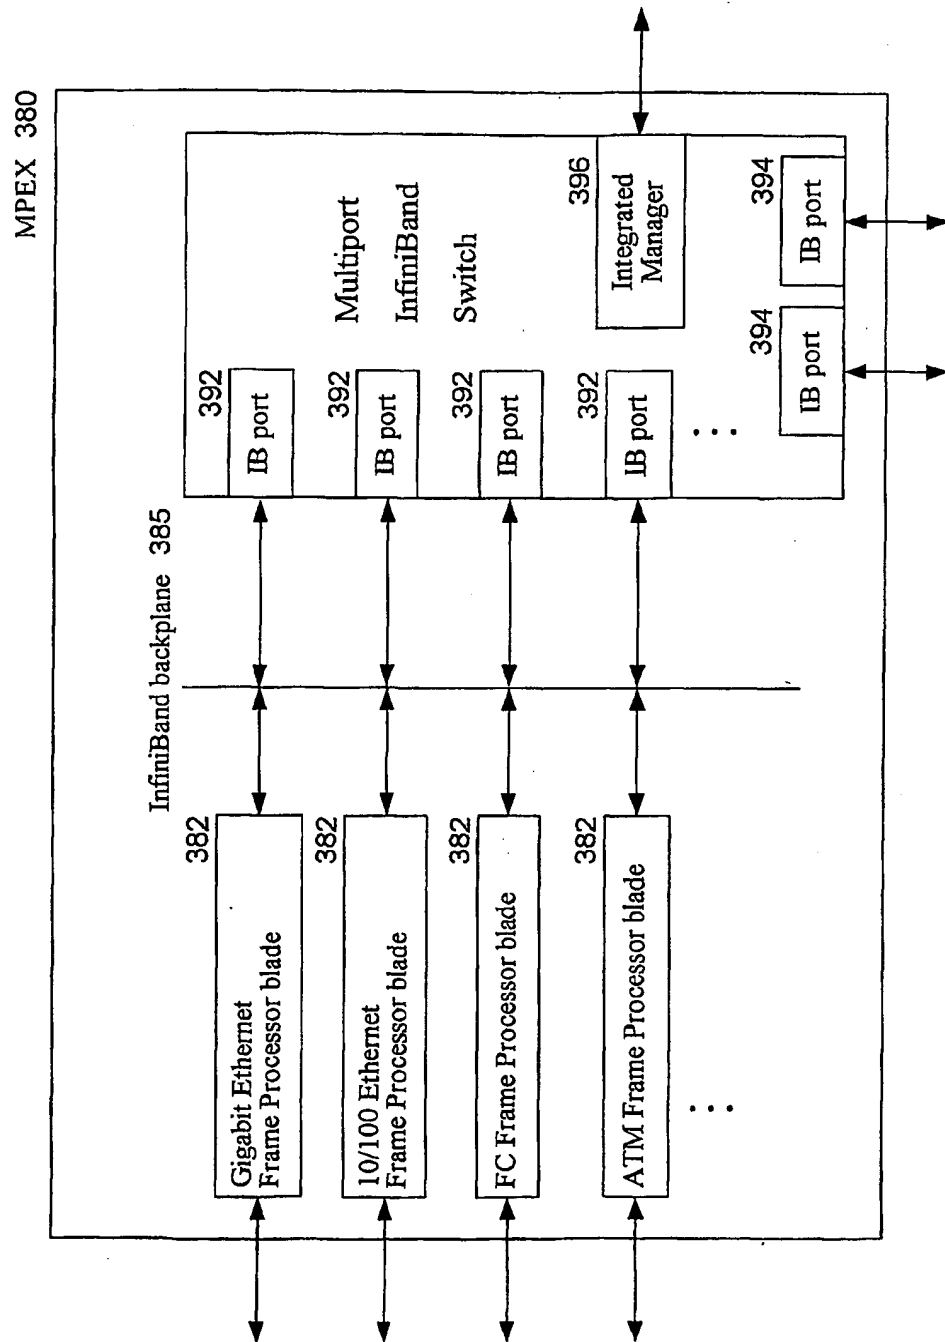 MPEX 380
InfiniBand backplane 385
382
Gigabit Ethernet
Frame Processor blade
382
10/100 Ethernet
Frame Processor blade
382
FC Frame Processor blade
382
ATM Frame Processor blade
...
392
IB port
392
IB port
392
IB port
392
IB port
...
Multiport
InfiniBand
Switch
396
Integrated
Manager
394
IB port
394
IB port